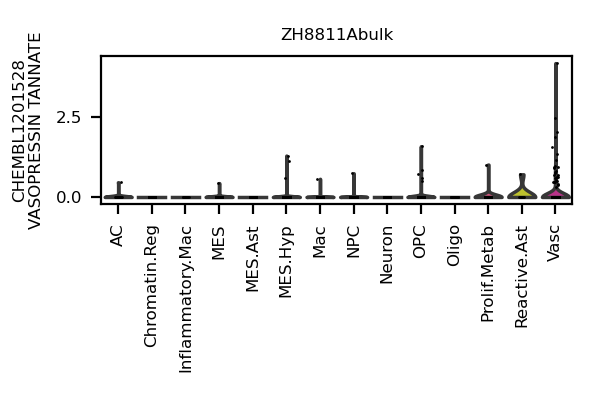 ZH8811Abulk
CHEMBL1201528
VASOPRESSIN TANNATE
2.5
0.0
AC
Chromatin.Reg
Inflammatory.Mac
MES
MES.Ast
MES.Hyp
Mac
NPC
Neuron
OPC
Oligo
Prolif.Metab
Reactive.Ast
Vasc